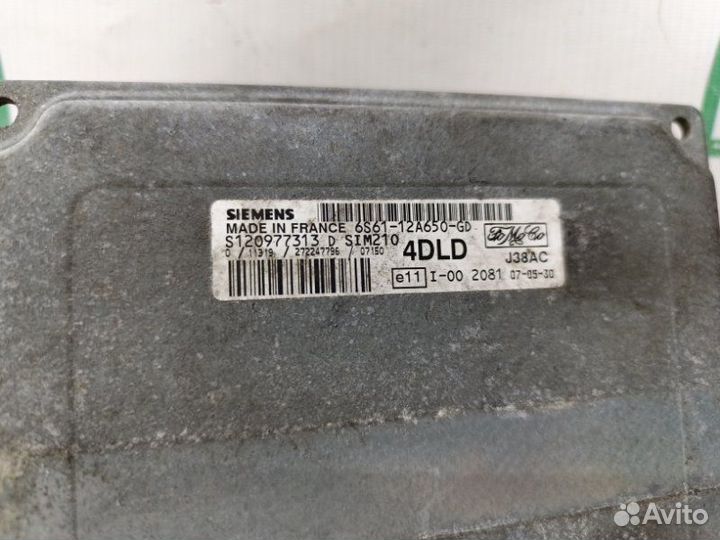 SIEMENS
MADE IN FRANCE 6S61-12A650-GD
S120977313 D SIM210 4DLD FoMoCo
0 / 11319 / 272247796 / 07150 J38AC
e11 I-00 2081 07-05-30
Avito